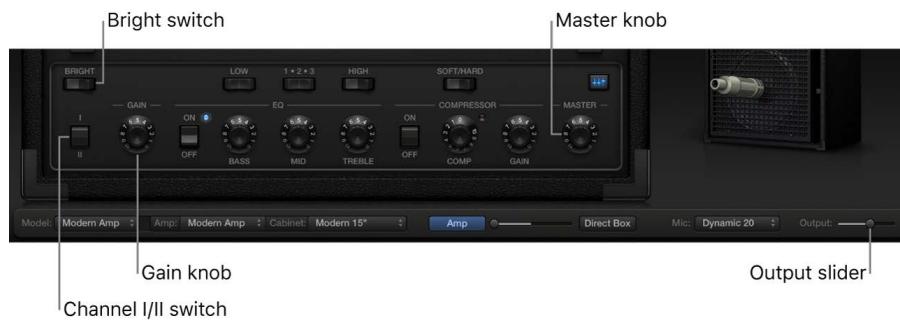 Bright switch
Master knob
BRIGHT
LOW
1 • 2 • 3
HIGH
SOFT/HARD
GAIN
EQ
COMPRESSOR
MASTER
I
ON
ON
II
OFF
BASS
MID
TREBLE
OFF
COMP
GAIN
Model: Modern Amp
Amp: Modern Amp
Cabinet: Modern 15"
Amp
Direct Box
Mic: Dynamic 20
Output:
Gain knob
Output slider
Channel I/II switch